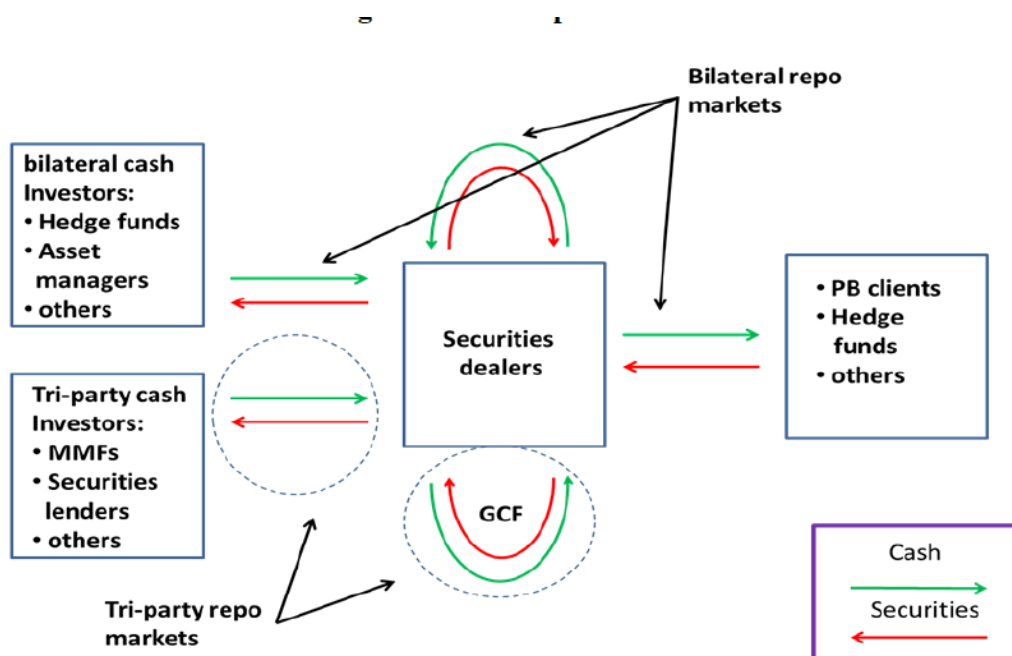 Bilateral repo
markets
bilateral cash
Investors:
• Hedge funds
• Asset
managers
• others
Securities
dealers
• PB clients
• Hedge
funds
• others
Tri-party cash
Investors:
• MMFs
• Securities
lenders
• others
GCF
Tri-party repo
markets
Cash
Securities